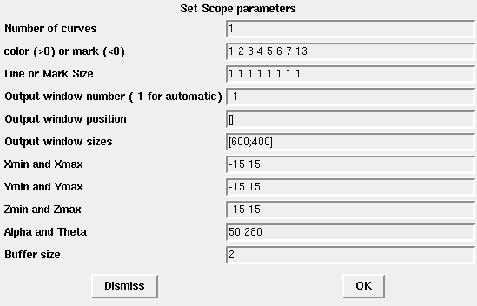 Set Scope parameters
Number of curves 1
color (>0) or mark (<0) 1 2 3 4 5 6 7 13
Line or Mark Size 1 1 1 1 1 1 1 1
Output window number (-1 for automatic) -1
Output window position []
Output window sizes [600;400]
Xmin and Xmax -15 15
Ymin and Ymax -15 15
Zmin and Zmax -15 15
Alpha and Theta 50 280
Buffer size 2
Dismiss OK